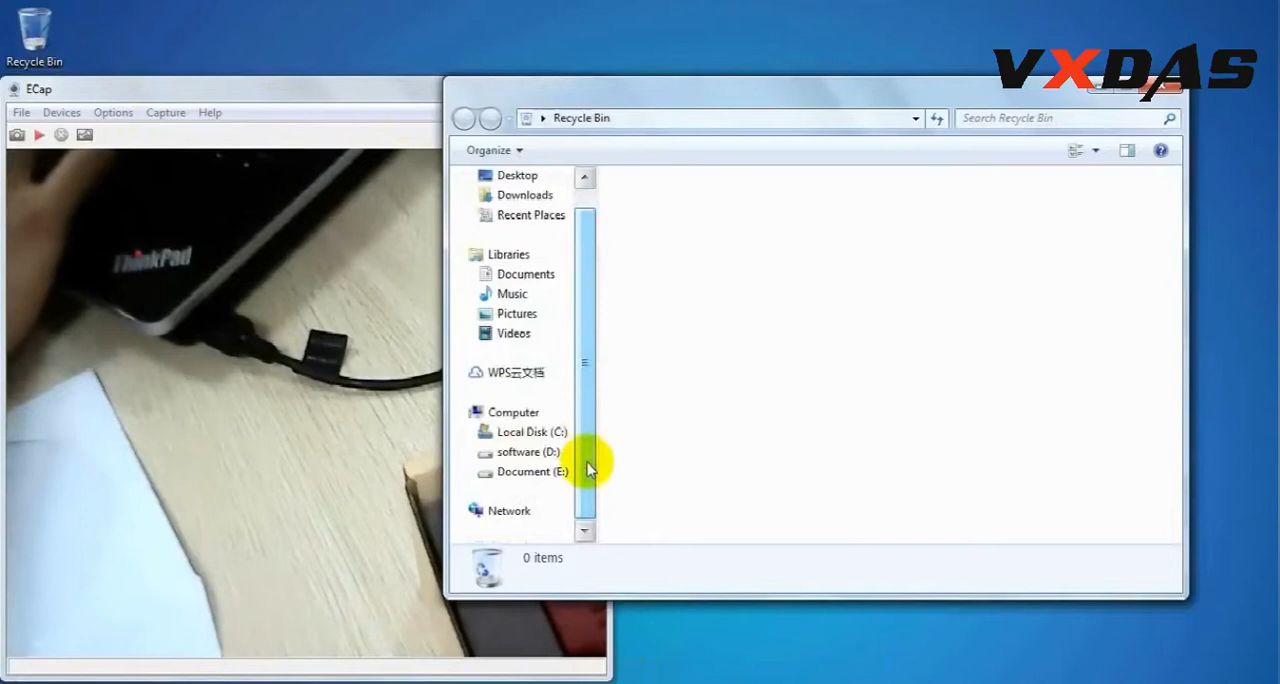 Recycle Bin
VXDAS
ECap
File Devices Options Capture Help
ThinkPad
Recycle Bin
Search Recycle Bin
Organize
Desktop
Downloads
Recent Places
Libraries
Documents
Music
Pictures
Videos
WPS云文档
Computer
Local Disk (C:)
software (D:)
Document (E:)
Network
0 items